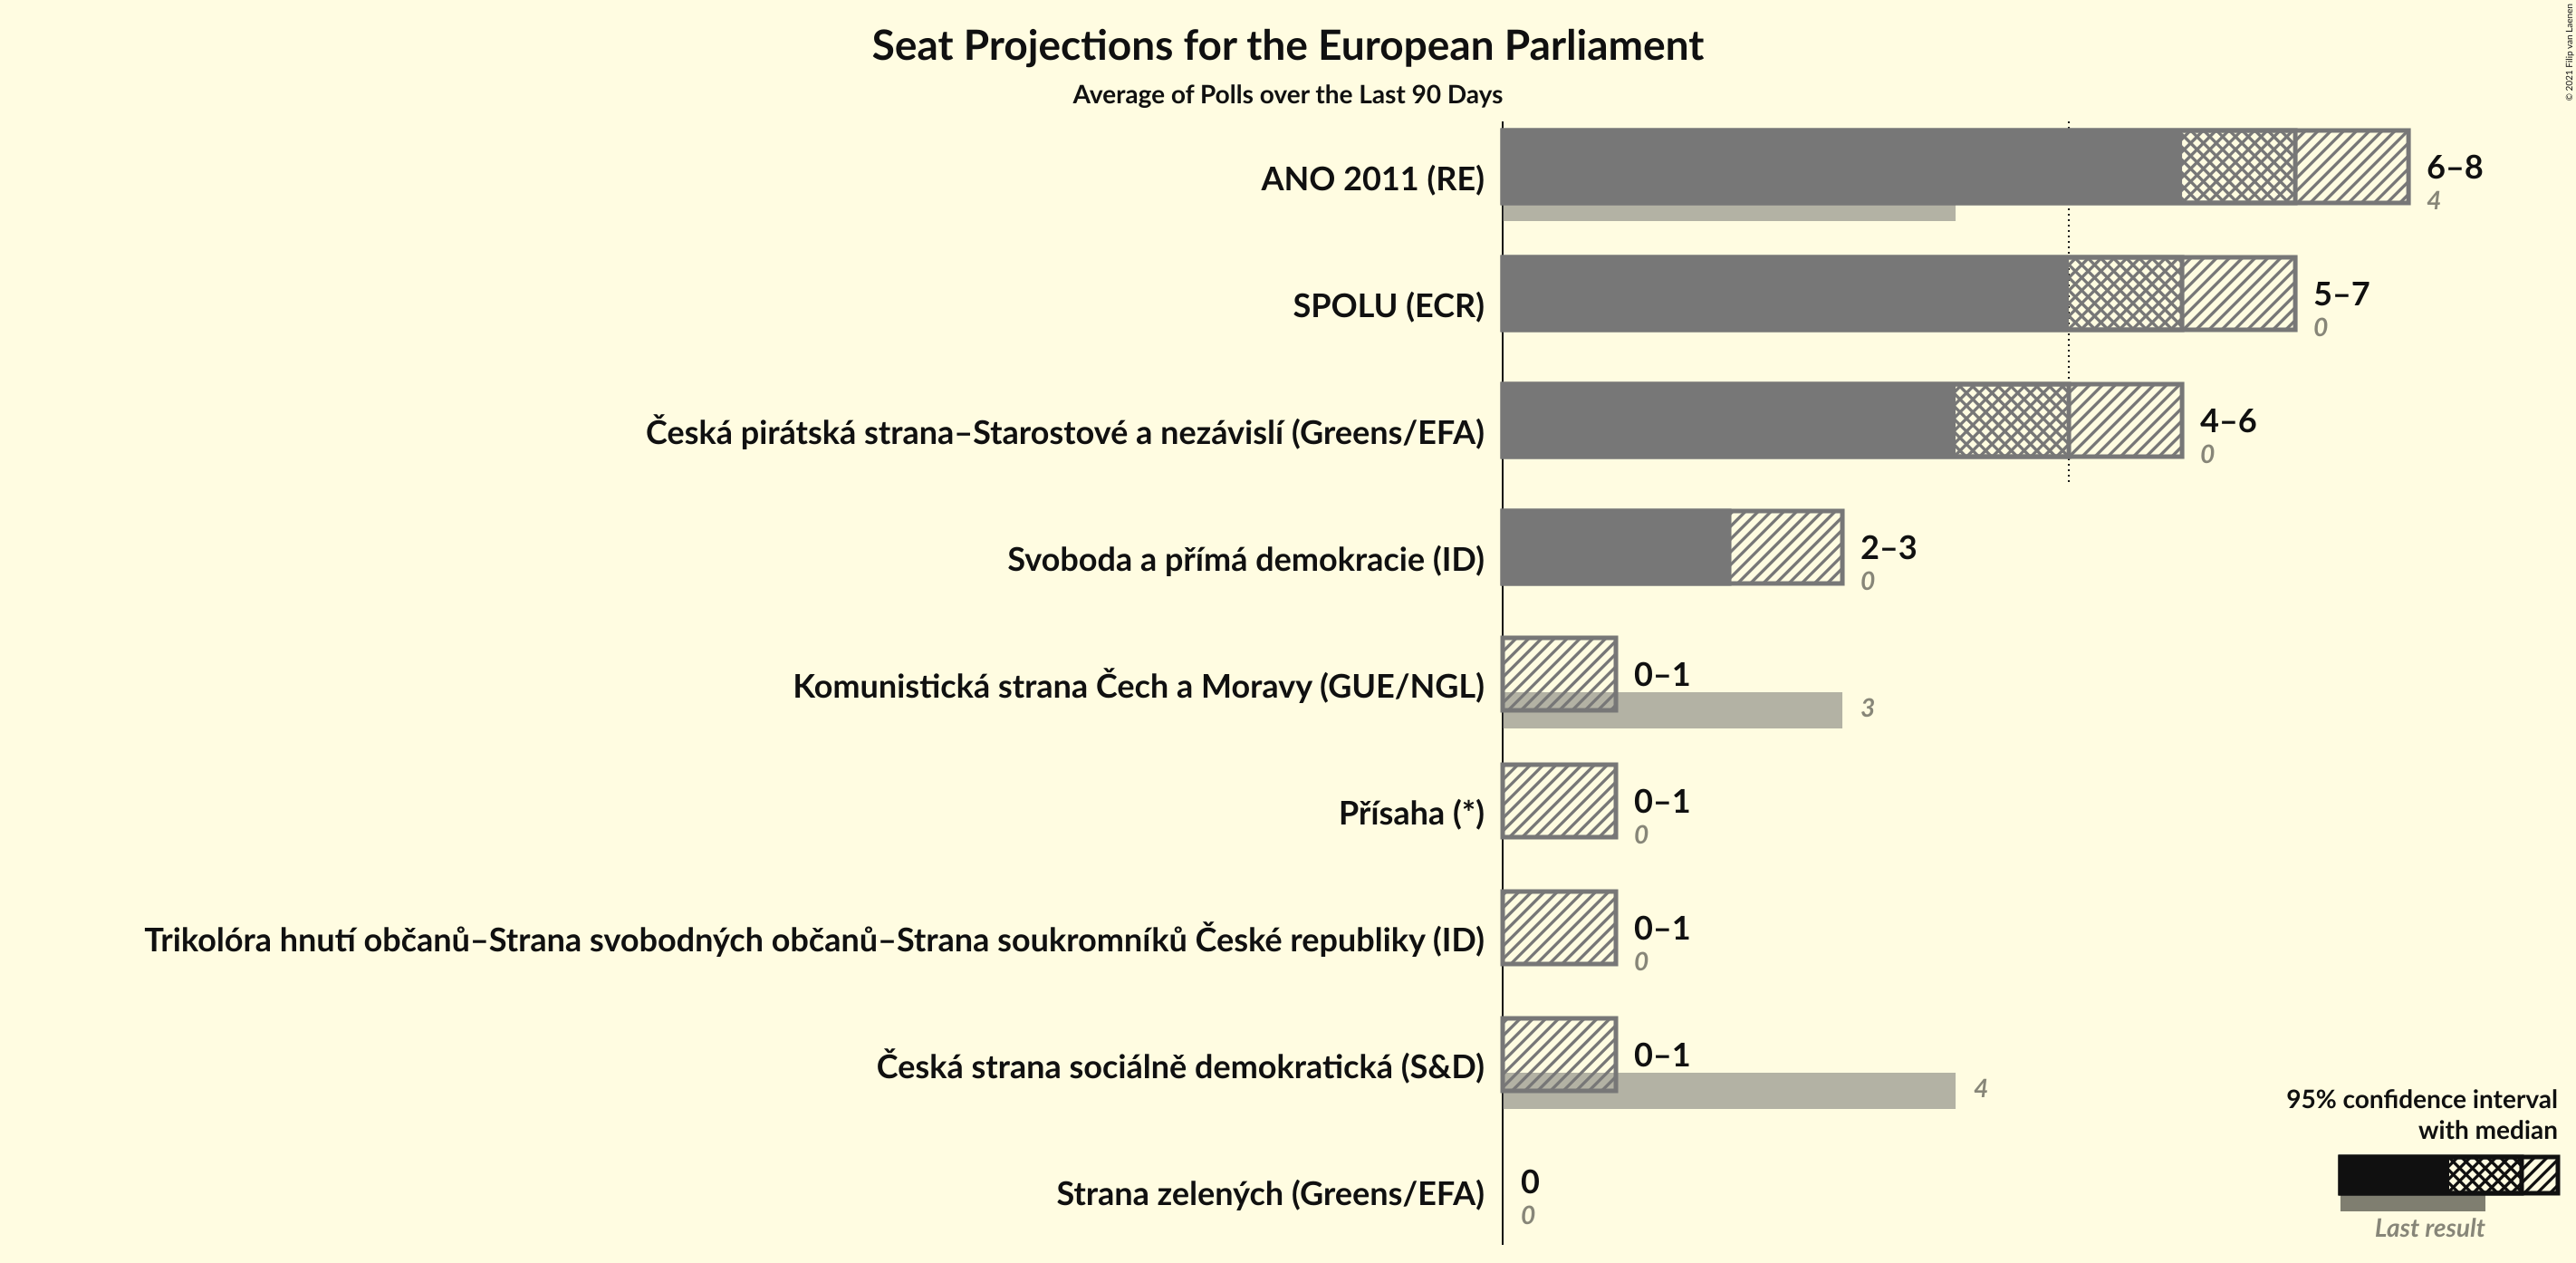 Seat Projections for the European Parliament
Average of Polls over the Last 90 Days
© 2021 Filip van Laenen
ANO 2011 (RE)
6–8
4
SPOLU (ECR)
5–7
0
Česká pirátská strana–Starostové a nezávislí (Greens/EFA)
4–6
0
Svoboda a přímá demokracie (ID)
2–3
0
Komunistická strana Čech a Moravy (GUE/NGL)
0–1
3
Přísaha (*)
0–1
0
Trikolóra hnutí občanů–Strana svobodných občanů–Strana soukromníků České republiky (ID)
0–1
0
Česká strana sociálně demokratická (S&D)
0–1
4
Strana zelených (Greens/EFA)
0
0
95% confidence interval
with median
Last result